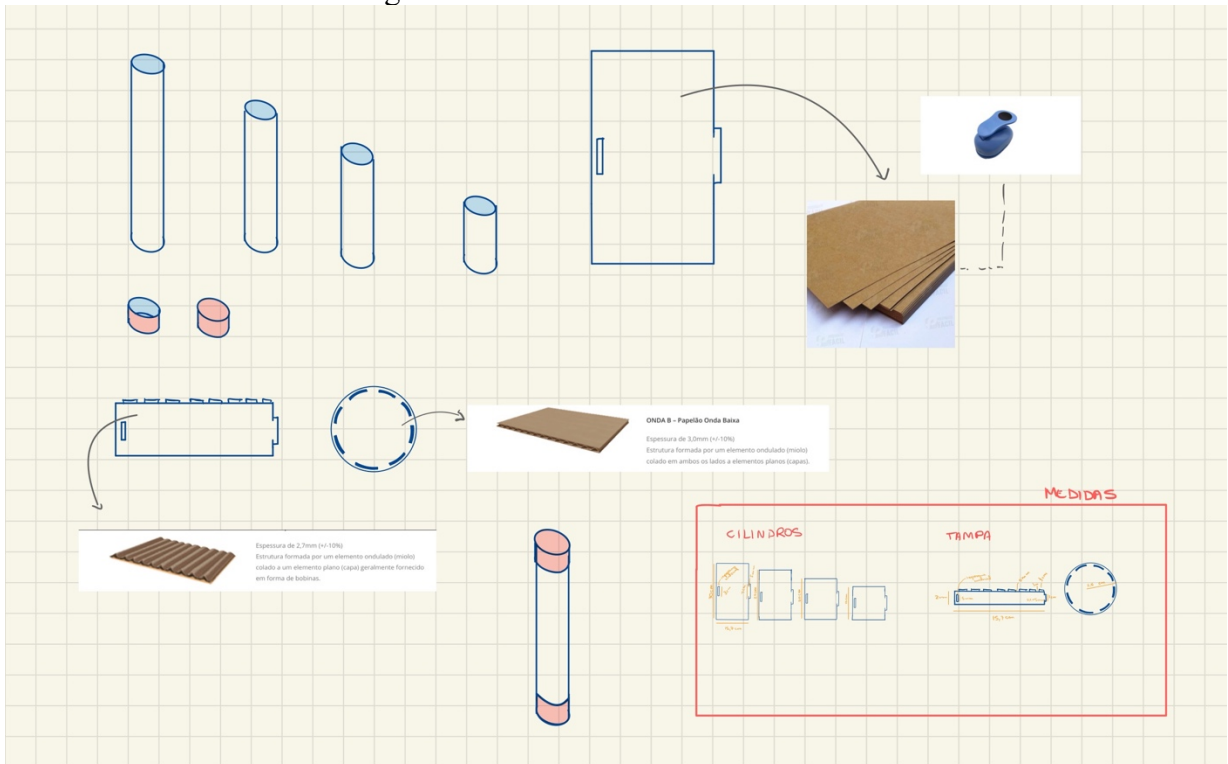 ONDA B – Papelão Onda Baixa
Espessura de 3,0mm (+/-10%)
Estrutura formada por um elemento ondulado (miolo)
colado em ambos os lados a elementos planos (capas).
Espessura de 2,7mm (+/-10%)
Estrutura formada por um elemento ondulado (miolo)
colado a um elemento plano (capa) geralmente fornecido
em forma de bobinas.
MEDIDAS
CILINDROS
TAMPA